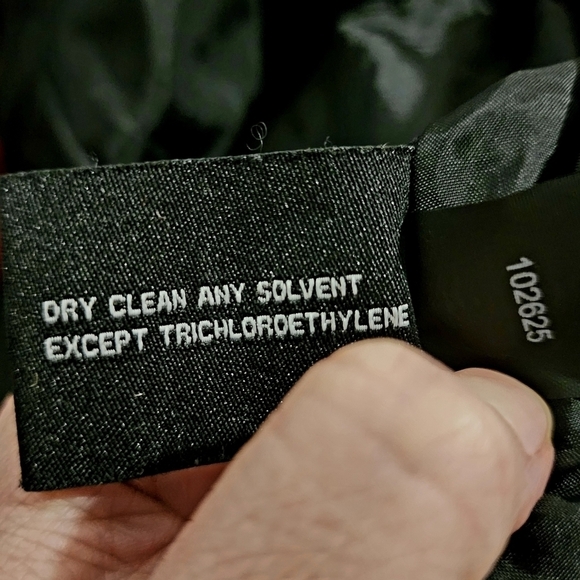 DRY CLEAN ANY SOLVENT
EXCEPT TRICHLOROETHYLENE
102625